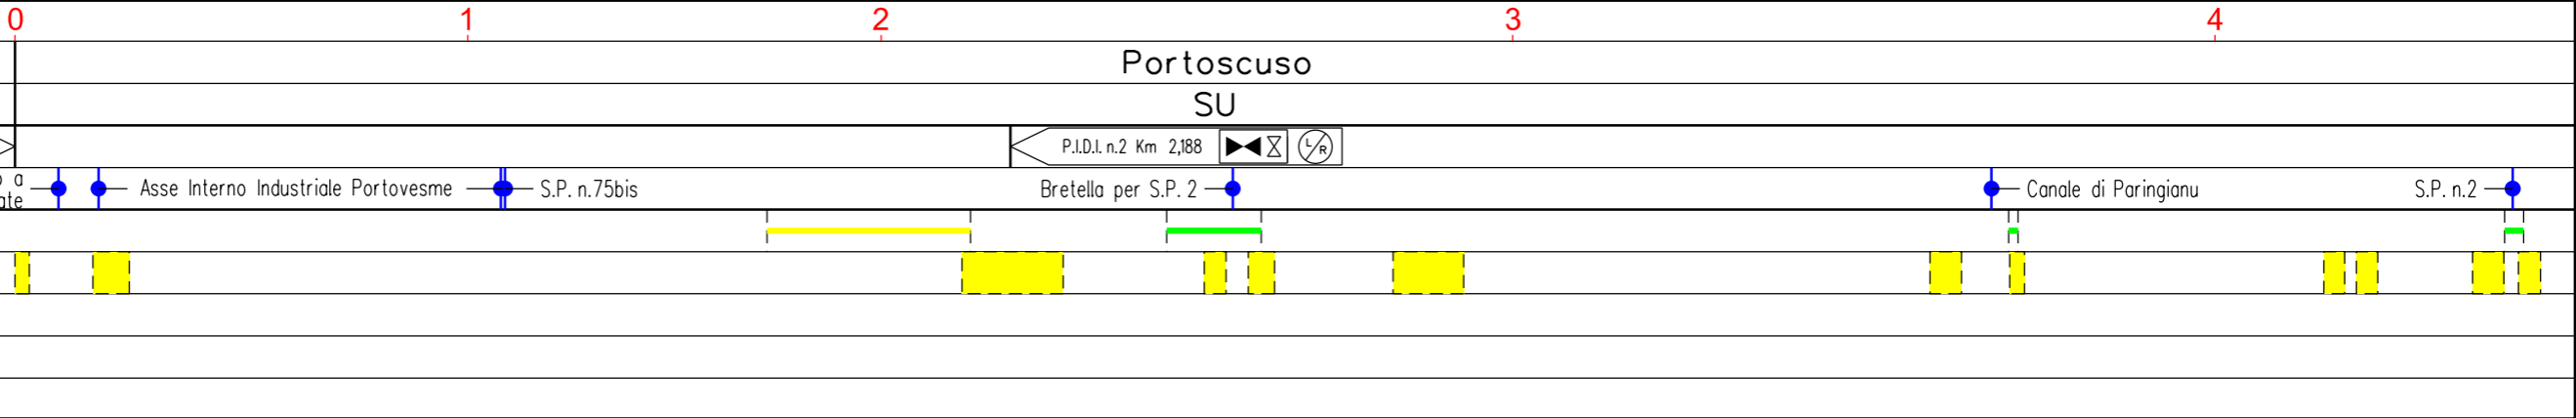 0 1 2 3 4
Portoscuso
SU
P.I.D.I. n.2 Km 2,188 L/R
a Asse Interno Industriale Portovesme S.P. n.75bis Bretella per S.P. 2 Canale di Paringianu S.P. n.2